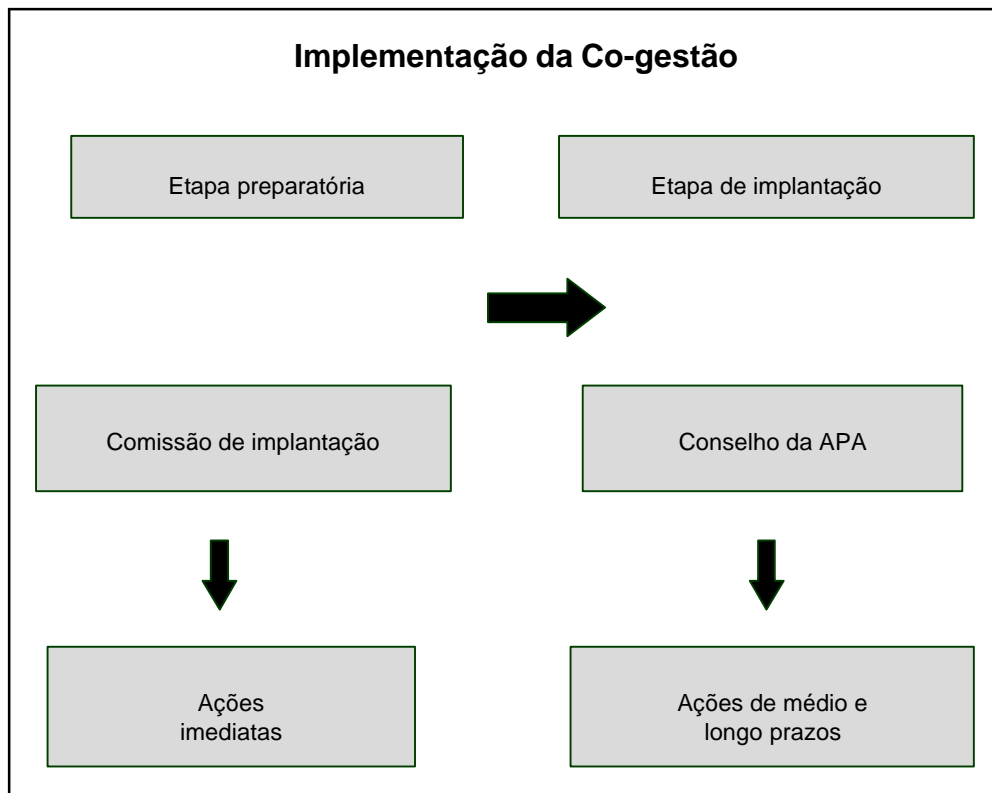 Implementação da Co-gestão
Etapa preparatória
Etapa de implantação
Comissão de implantação
Conselho da APA
Ações
imediatas
Ações de médio e
longo prazos